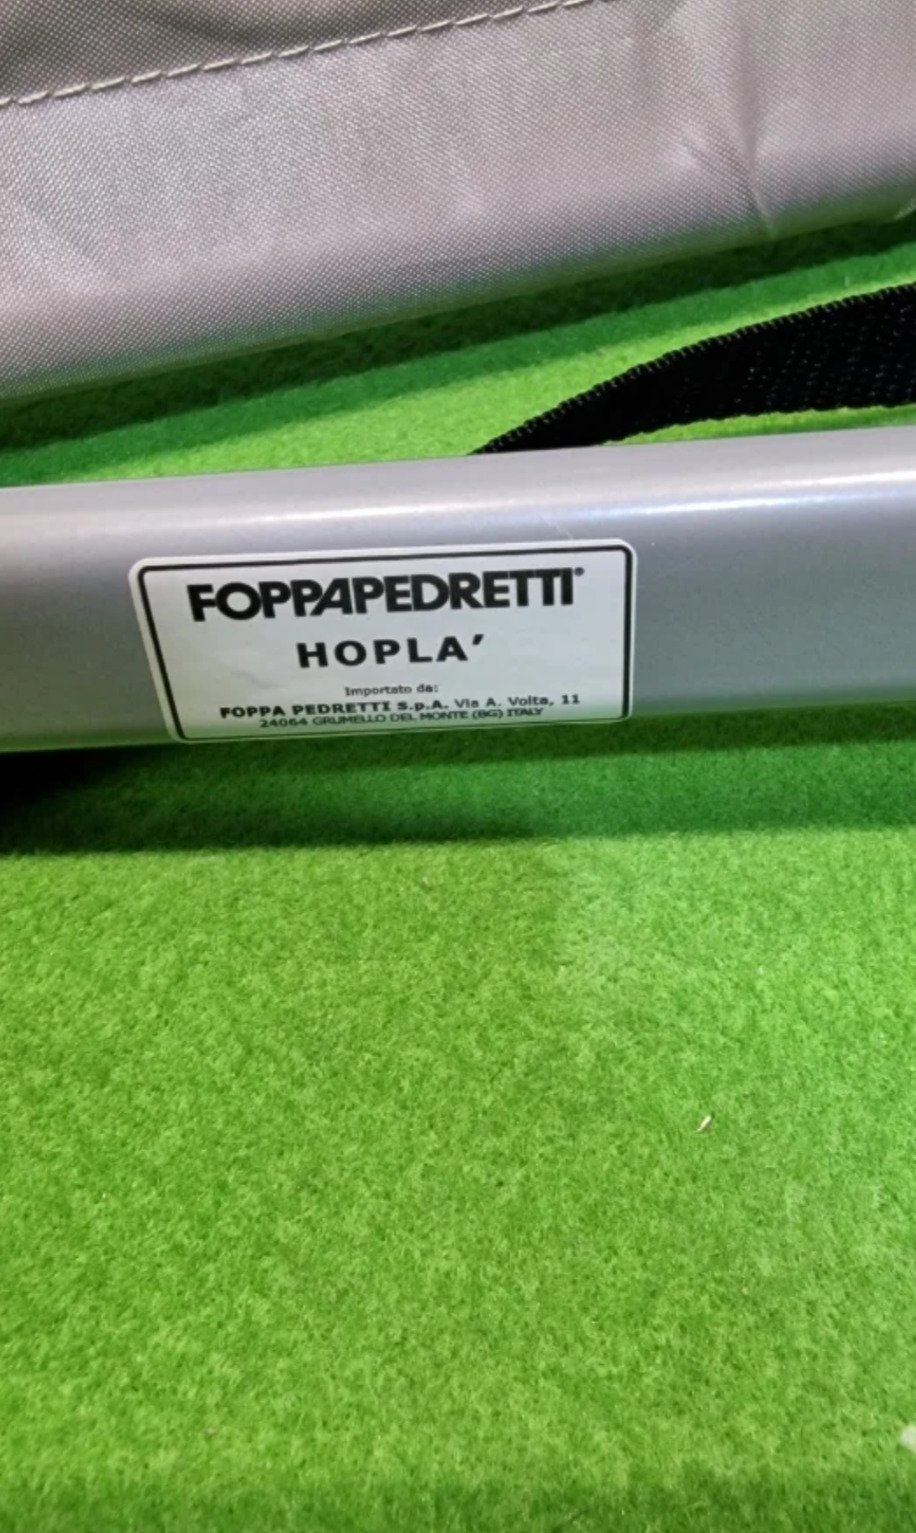 FOPPAPEDRETTI®
HOPLA'
Importato da:
FOPPA PEDRETTI S.p.A. Via A. Volta, 11
24064 GRUMELLO DEL MONTE (BG) ITALY